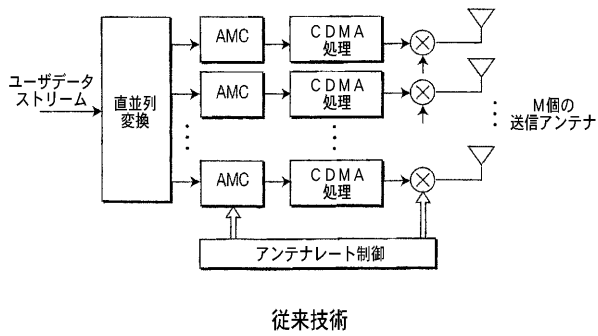 ユーザデータ
ストリーム
直並列
変換
AMC
CDMA
処理
AMC
CDMA
処理
AMC
CDMA
処理
M個の
送信アンテナ
アンテナレート制御
従来技術